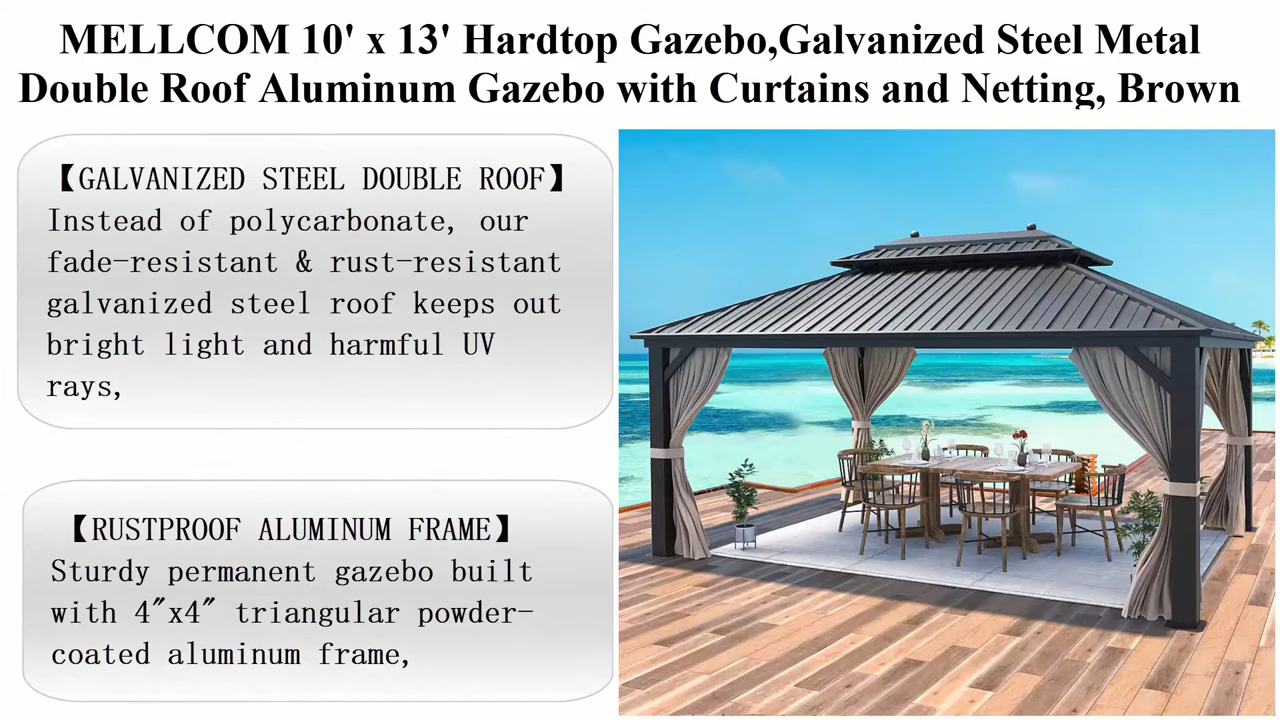 MELLCOM 10' x 13' Hardtop Gazebo,Galvanized Steel Metal
Double Roof Aluminum Gazebo with Curtains and Netting, Brown
【GALVANIZED STEEL DOUBLE ROOF】
Instead of polycarbonate, our
fade-resistant & rust-resistant
galvanized steel roof keeps out
bright light and harmful UV
rays,
【RUSTPROOF ALUMINUM FRAME】
Sturdy permanent gazebo built
with 4″x4″ triangular powder-
coated aluminum frame,